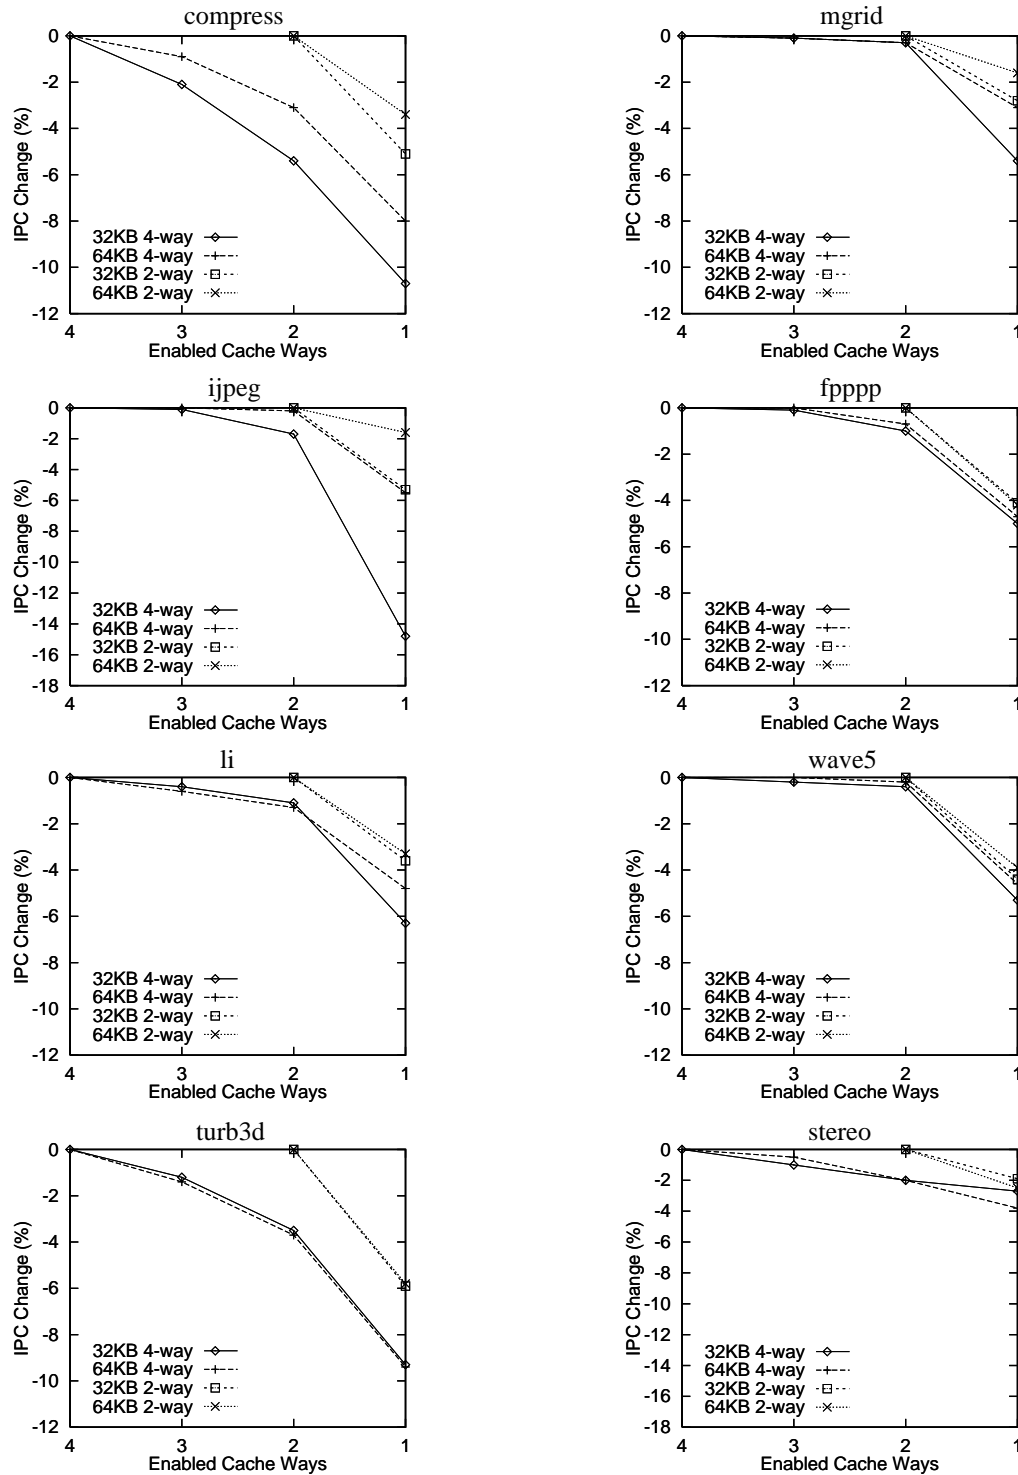 compress
0
-2
-4
-6
-8
-10
-12
IPC Change (%)
32KB 4-way
64KB 4-way
32KB 2-way
64KB 2-way
4 3 2 1
Enabled Cache Ways
mgrid
0
-2
-4
-6
-8
-10
-12
IPC Change (%)
32KB 4-way
64KB 4-way
32KB 2-way
64KB 2-way
4 3 2 1
Enabled Cache Ways
ijpeg
0
-2
-4
-6
-8
-10
-12
-14
-16
-18
IPC Change (%)
32KB 4-way
64KB 4-way
32KB 2-way
64KB 2-way
4 3 2 1
Enabled Cache Ways
fpppp
0
-2
-4
-6
-8
-10
-12
IPC Change (%)
32KB 4-way
64KB 4-way
32KB 2-way
64KB 2-way
4 3 2 1
Enabled Cache Ways
li
0
-2
-4
-6
-8
-10
-12
IPC Change (%)
32KB 4-way
64KB 4-way
32KB 2-way
64KB 2-way
4 3 2 1
Enabled Cache Ways
wave5
0
-2
-4
-6
-8
-10
-12
IPC Change (%)
32KB 4-way
64KB 4-way
32KB 2-way
64KB 2-way
4 3 2 1
Enabled Cache Ways
turb3d
0
-2
-4
-6
-8
-10
-12
IPC Change (%)
32KB 4-way
64KB 4-way
32KB 2-way
64KB 2-way
4 3 2 1
Enabled Cache Ways
stereo
0
-2
-4
-6
-8
-10
-12
-14
-16
-18
IPC Change (%)
32KB 4-way
64KB 4-way
32KB 2-way
64KB 2-way
4 3 2 1
Enabled Cache Ways